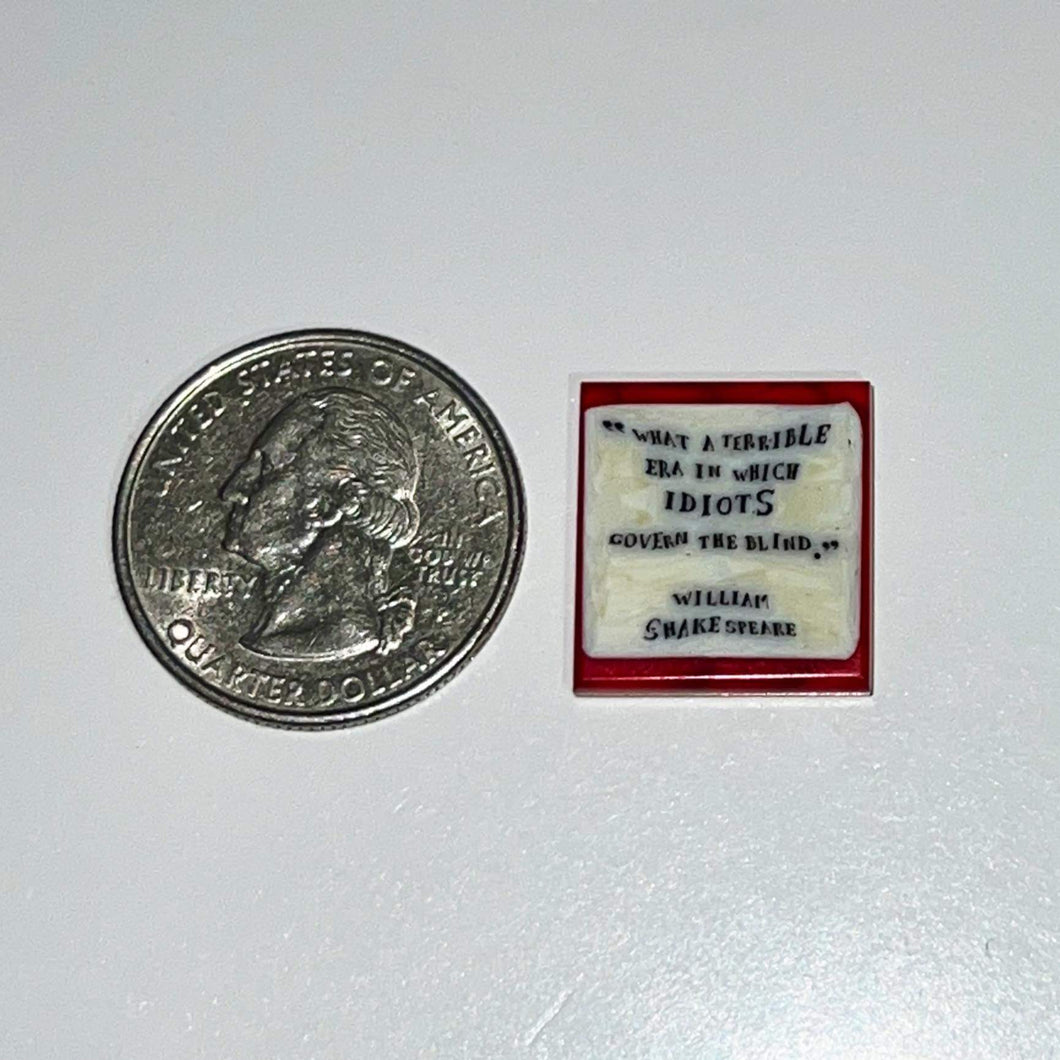 UNITED STATES OF AMERICA
LIBERTY
IN
GOD WE
TRUST
QUARTER DOLLAR
“WHAT A TERRIBLE
ERA IN WHICH
IDIOTS
GOVERN THE BLIND.”
WILLIAM
SHAKESPEARE